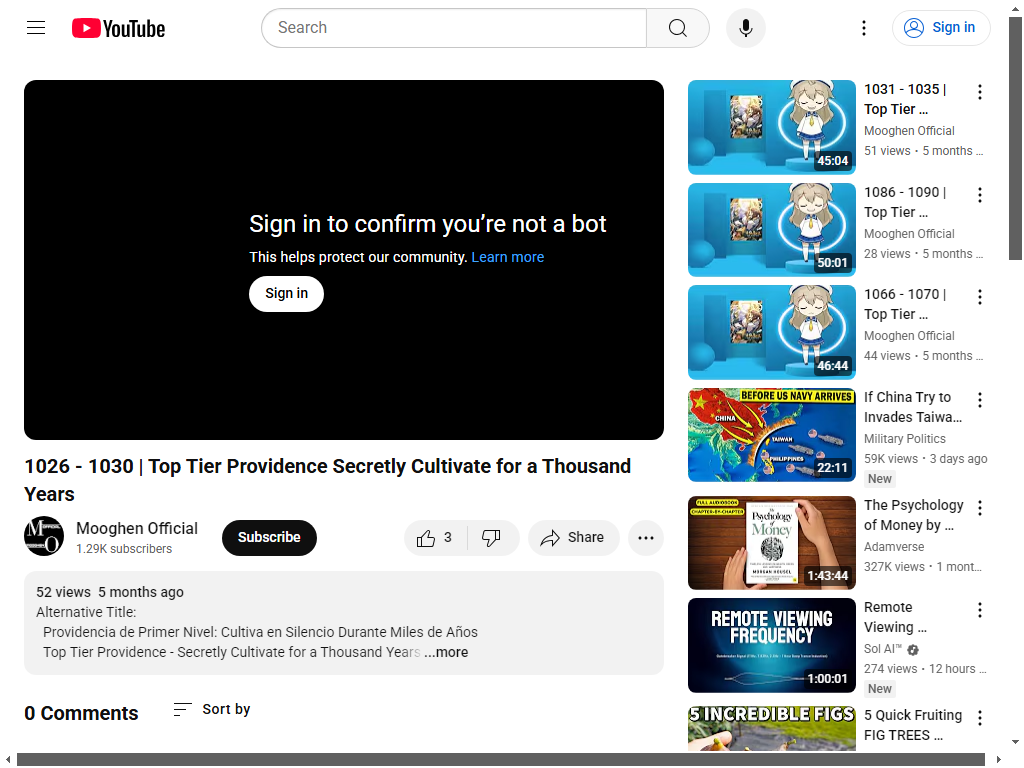 YouTube
Search
Sign in
Sign in to confirm you’re not a bot
This helps protect our community. Learn more
Sign in
1026 - 1030 | Top Tier Providence Secretly Cultivate for a Thousand
Years
Mooghen Official
1.29K subscribers
Subscribe
3
Share
52 views  5 months ago
Alternative Title:
Providencia de Primer Nivel: Cultiva en Silencio Durante Miles de Años
Top Tier Providence - Secretly Cultivate for a Thousand Years ...more
0 Comments
Sort by
45:04
1031 - 1035 |
Top Tier ...
Mooghen Official
51 views • 5 months ...
50:01
1086 - 1090 |
Top Tier ...
Mooghen Official
28 views • 5 months ...
46:44
1066 - 1070 |
Top Tier ...
Mooghen Official
44 views • 5 months ...
BEFORE US NAVY ARRIVES
CHINA
TAIWAN
PHILIPPINES
22:11
If China Try to
Invades Taiwa...
Military Politics
59K views • 3 days ago
New
FULL AUDIOBOOK
CHAPTER-BY-CHAPTER
The
Psychology
of
Money
MORGAN HOUSEL
1:43:44
The Psychology
of Money by ...
Adamverse
327K views • 1 mont...
REMOTE VIEWING
FREQUENCY
1:00:01
Remote
Viewing ...
Sol AI™
274 views • 12 hours ...
New
5 INCREDIBLE FIGS
5 Quick Fruiting
FIG TREES ...